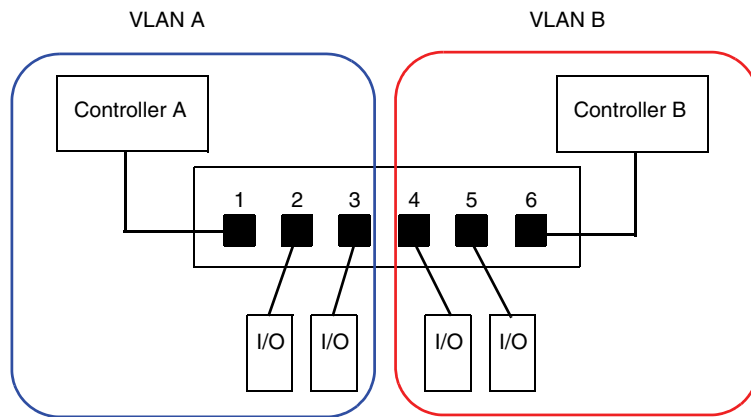 VLAN A
VLAN B
Controller A
Controller B
1 2 3 4 5 6
I/O I/O I/O I/O